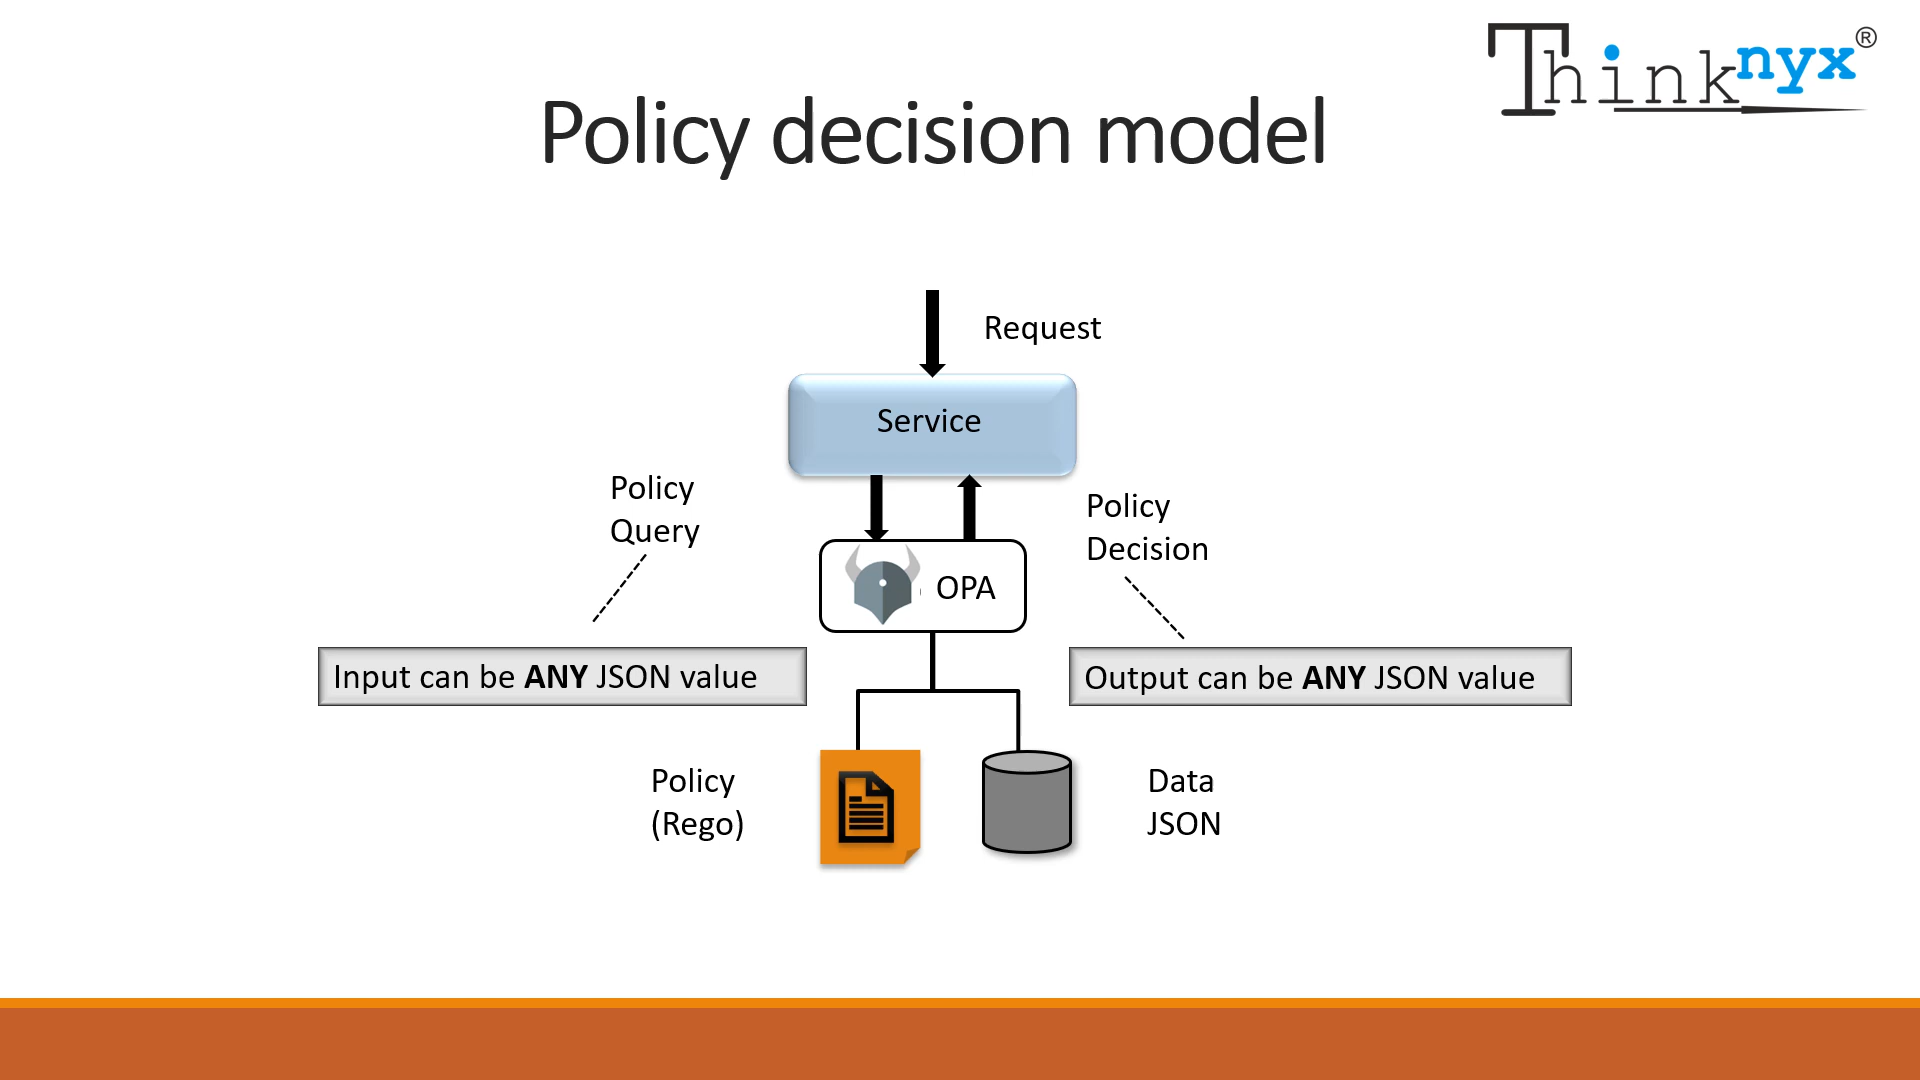 Thinknyx®
Policy decision model
Request
Service
Policy
Query
Policy
Decision
OPA
Input can be ANY JSON value
Output can be ANY JSON value
Policy
(Rego)
Data
JSON